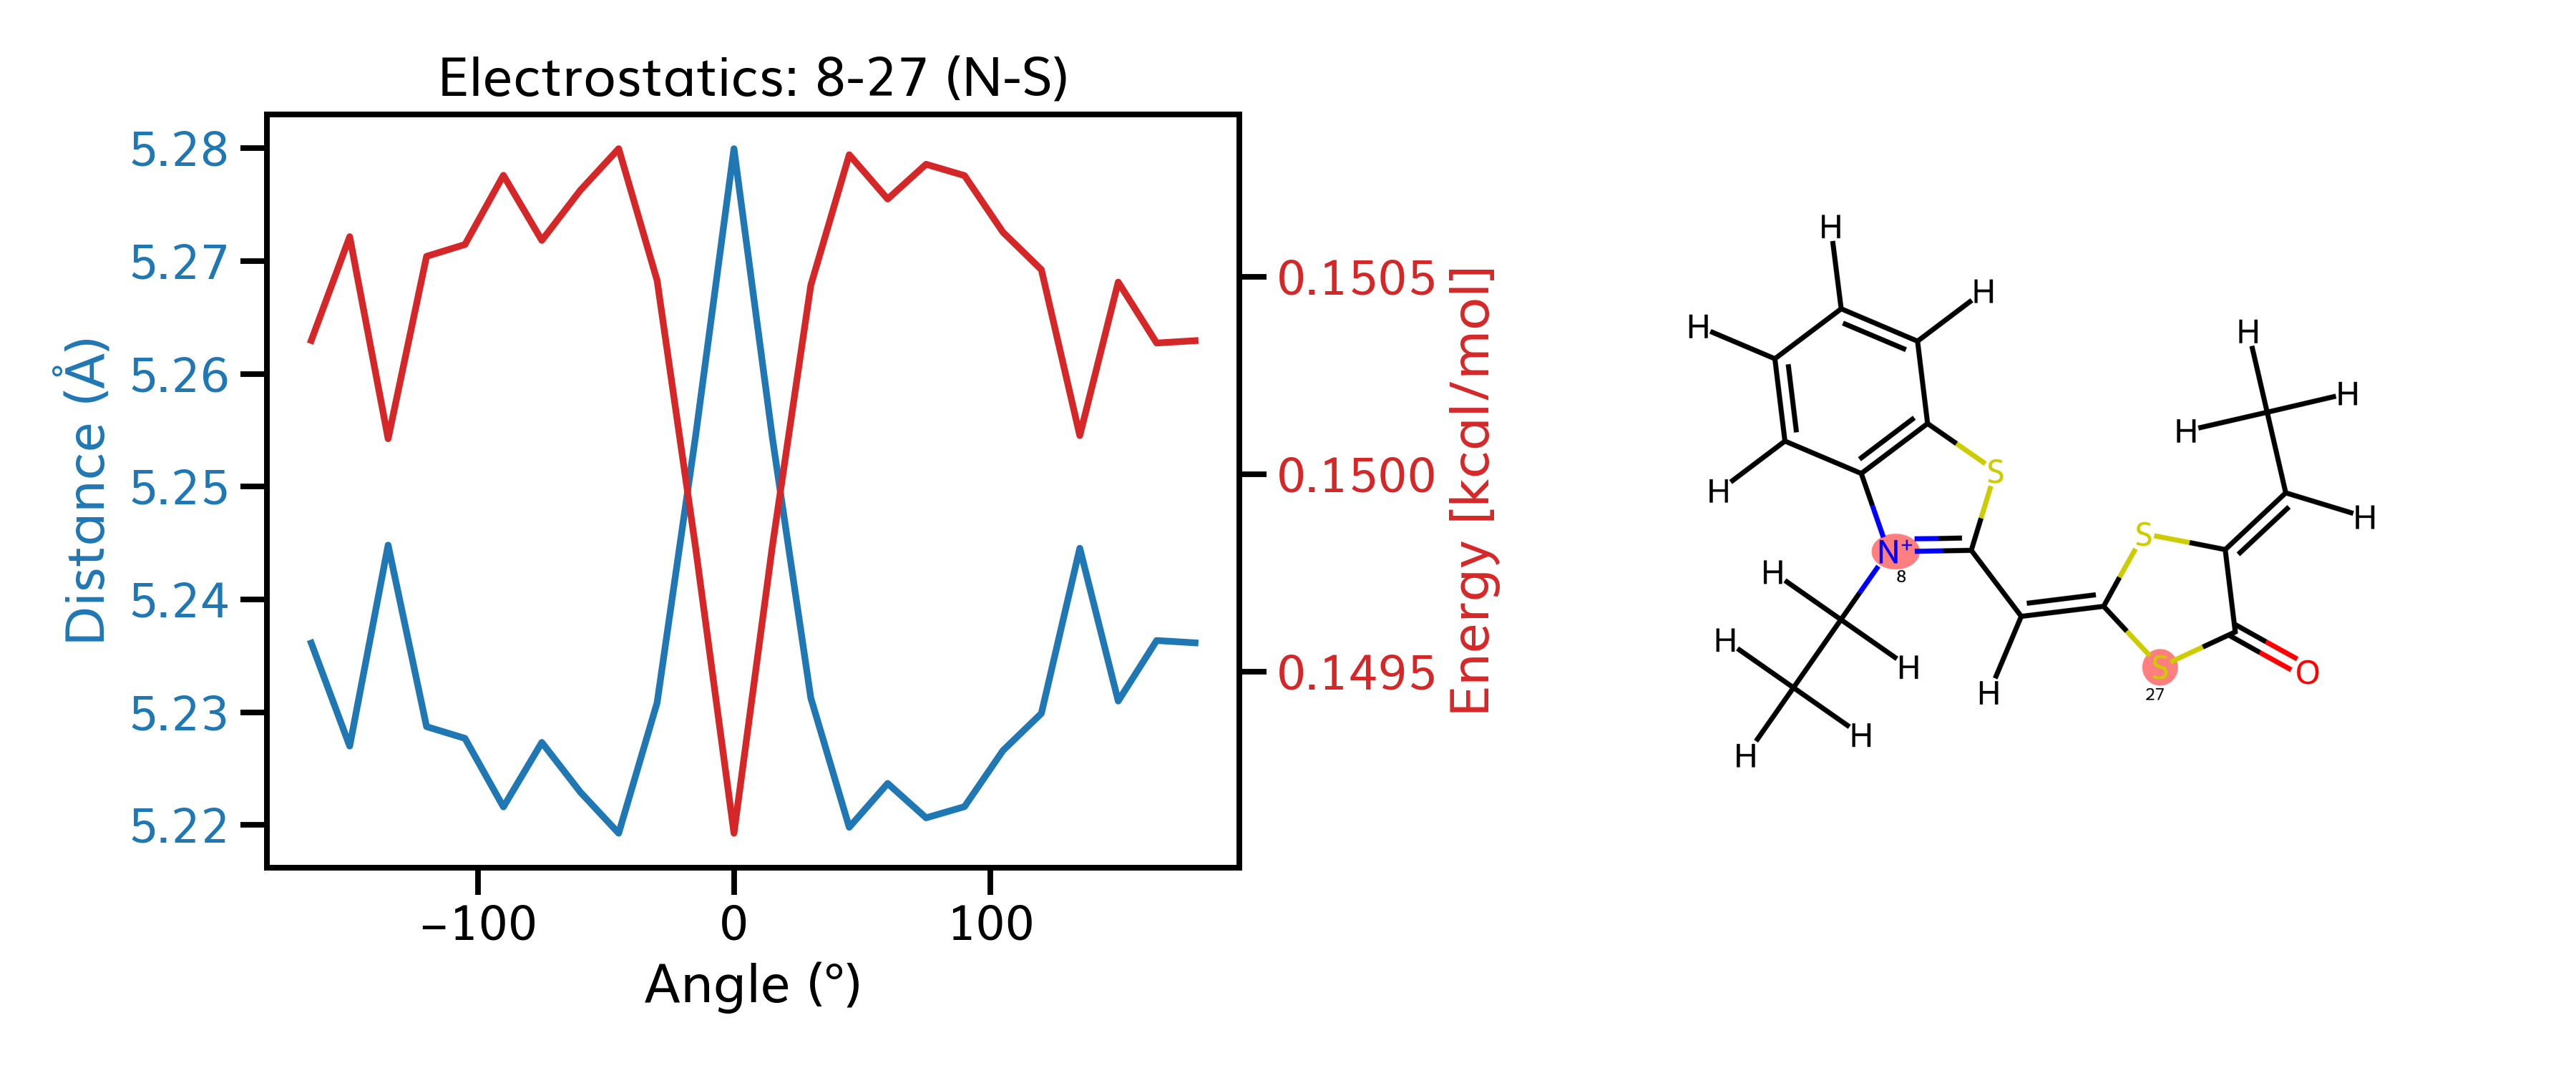 Electrostatics: 8-27 (N-S)
Distance (Å)
5.28
5.27
5.26
5.25
5.24
5.23
5.22
−100
0
100
Angle (°)
0.1505
0.1500
0.1495
Energy [kcal/mol]
H
H
H
H
H
H
H
H
H
S
S
N+
8
H
H
H
H
H
H
S
27
O
H